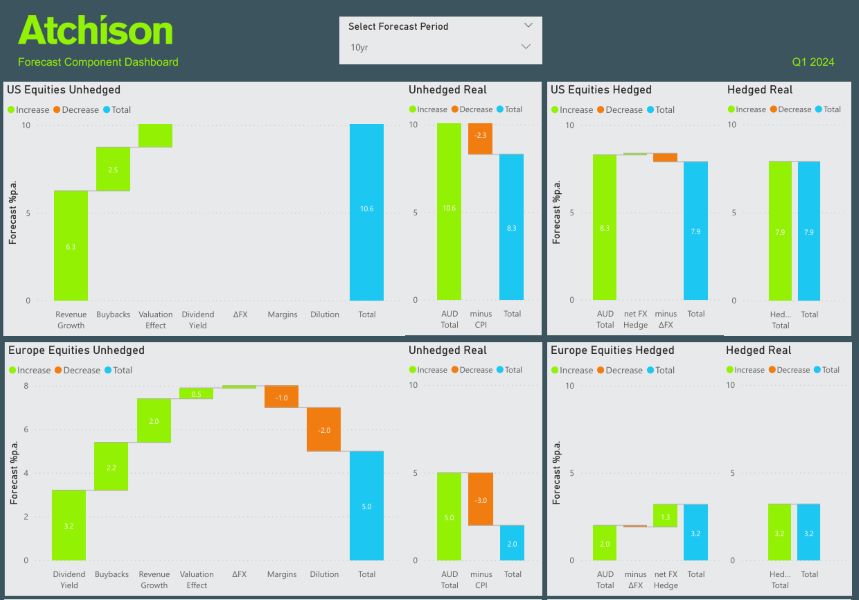 Atchison
Select Forecast Period
10yr
Forecast Component Dashboard
Q1 2024
US Equities Unhedged
Increase Decrease Total
Forecast %p.a.
10
5
0
6.3
2.5
10.6
Revenue Growth
Buybacks
Valuation Effect
Dividend Yield
ΔFX
Margins
Dilution
Total
Unhedged Real
Increase Decrease Total
10
5
0
10.6
-2.3
8.3
AUD Total
minus CPI
Total
US Equities Hedged
Increase Decrease Total
Forecast %p.a.
10
5
0
8.3
7.9
AUD Total
net FX Hedge
minus ΔFX
Total
Hedged Real
Increase Decrease Total
10
5
0
7.9
7.9
Hed... Total
Total
Europe Equities Unhedged
Increase Decrease Total
Forecast %p.a.
8
6
4
2
0
3.2
2.2
2.0
0.5
-1.0
-2.0
5.0
Dividend Yield
Buybacks
Revenue Growth
Valuation Effect
ΔFX
Margins
Dilution
Total
Unhedged Real
Increase Decrease Total
10
5
0
5.0
-3.0
2.0
AUD Total
minus CPI
Total
Europe Equities Hedged
Increase Decrease Total
Forecast %p.a.
10
5
0
2.0
1.3
3.2
AUD Total
minus ΔFX
net FX Hedge
Total
Hedged Real
Increase Decrease Total
10
5
0
3.2
3.2
Hed... Total
Total